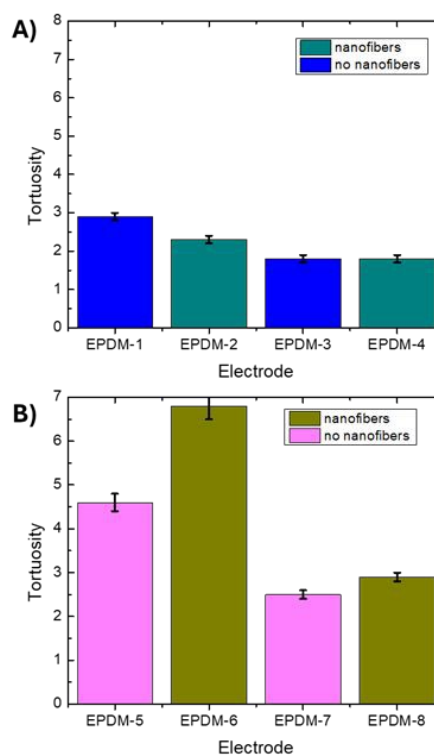 A)
8
7
6
5
4
3
2
1
0
Tortuosity
nanofibers
no nanofibers
EPDM-1 EPDM-2 EPDM-3 EPDM-4
Electrode
B)
7
6
5
4
3
2
1
0
Tortuosity
nanofibers
no nanofibers
EPDM-5 EPDM-6 EPDM-7 EPDM-8
Electrode